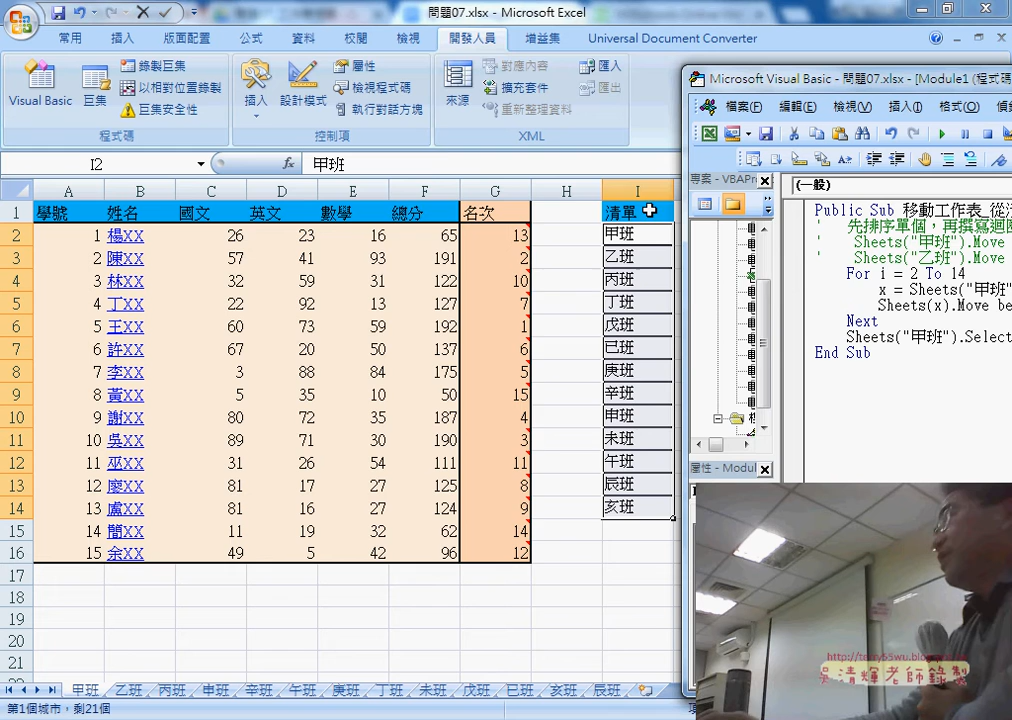 問題07.xlsx - Microsoft Excel
常用 插入 版面配置 公式 資料 校閱 檢視 開發人員 增益集 Universal Document Converter
Visual Basic 巨集 錄製巨集 以相對位置錄製 巨集安全性
插入 設計模式 屬性 檢視程式碼 執行對話方塊
來源 對應內容 擴充套件 重新整理資料 匯入 匯出
程式碼 控制項 XML
I2 fx 甲班
A B C D E F G H I
1 學號 姓名 國文 英文 數學 總分 名次 清單
2 1 楊XX 26 23 16 65 13 甲班
3 2 陳XX 57 41 93 191 2 乙班
4 3 林XX 32 59 31 122 10 丙班
5 4 丁XX 22 92 13 127 7 丁班
6 5 王XX 60 73 59 192 1 戊班
7 6 許XX 67 20 50 137 6 已班
8 7 李XX 3 88 84 175 5 庚班
9 8 黃XX 5 35 10 50 15 辛班
10 9 謝XX 80 72 35 187 4 申班
11 10 吳XX 89 71 30 190 3 未班
12 11 巫XX 31 26 54 111 11 午班
13 12 廖XX 81 17 27 125 8 辰班
14 13 盧XX 81 16 27 124 9 亥班
15 14 簡XX 11 19 32 62 14
16 15 余XX 49 5 42 96 12
17
18
19
20
21
甲班 乙班 丙班 申班 辛班 午班 庚班 丁班 未班 戊班 已班 亥班 辰班
第1個城市，剩21個
Microsoft Visual Basic - 問題07.xlsx - [Module1 (程式碼
檔案(F) 編輯(E) 檢視(V) 插入(I) 格式(O) 偵
專案 - VBAPr
(一般)
Public Sub 移動工作表_從
' 先排序單個，再撰寫迴
' Sheets("甲班").Move
' Sheets("乙班").Move
For i = 2 To 14
x = Sheets("甲班"
Sheets(x).Move be
Next
Sheets("甲班").Select
End Sub
屬性 - Modul
http://terry55wu.blogspot
吳清輝老師錄製